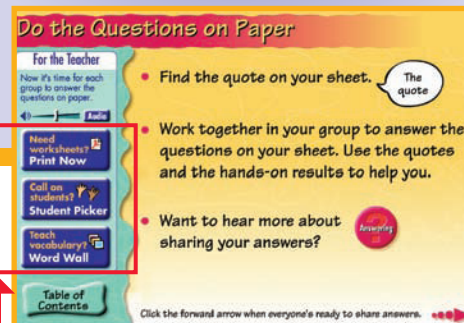 Do the Questions on Paper
For the Teacher
Now it's time for each
group to answer the
questions on paper.
Audio
Need
worksheets?
Print Now
Call on
students?
Student Picker
Teach
vocabulary?
Word Wall
Table of
Contents
• Find the quote on your sheet.
The
quote
• Work together in your group to answer the
questions on your sheet. Use the quotes
and the hands-on results to help you.
• Want to hear more about
sharing your answers?
Answering
?
Click the forward arrow when everyone's ready to share answers.